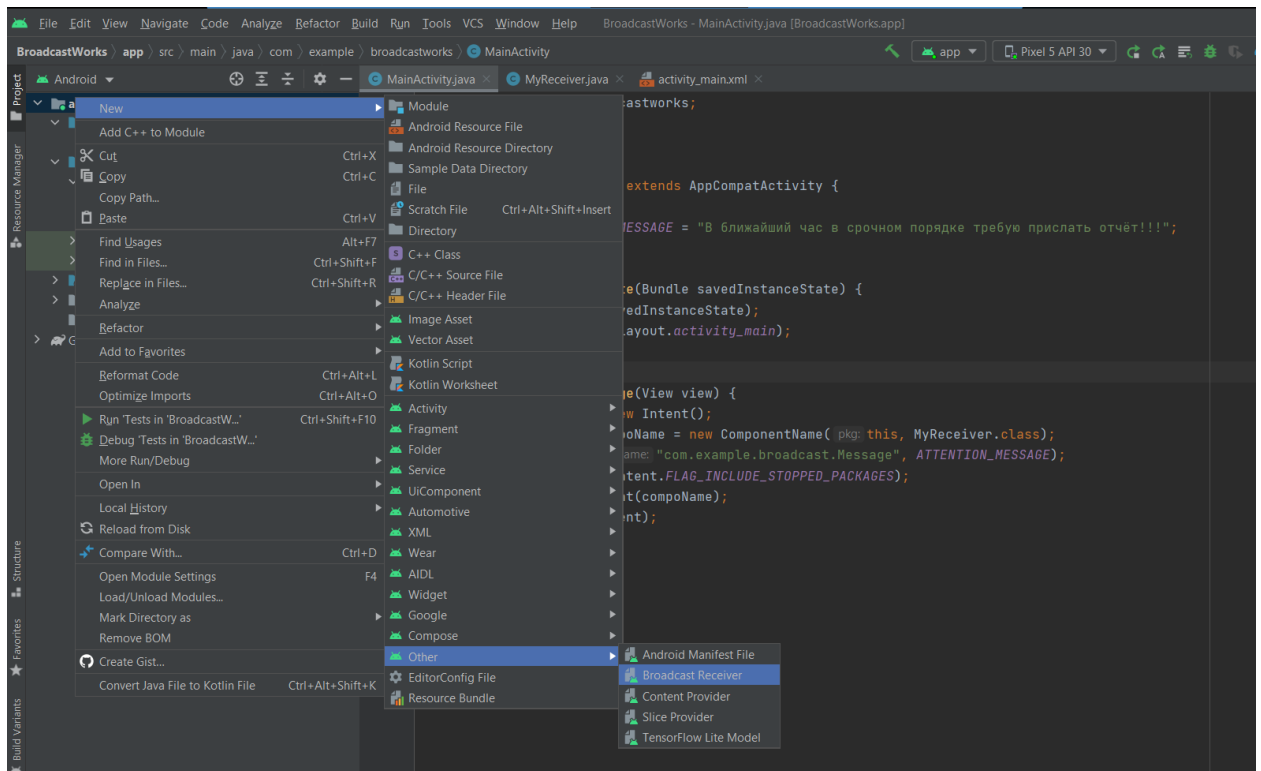 File Edit View Navigate Code Analyze Refactor Build Run Tools VCS Window Help BroadcastWorks - MainActivity.java [BroadcastWorks.app]
BroadcastWorks app src main java com example broadcastworks MainActivity
app Pixel 5 API 30
Android
MainActivity.java MyReceiver.java activity_main.xml
Project
Resource Manager
Structure
Favorites
Build Variants
a
G
New
Add C++ to Module
Cut Ctrl+X
Copy Ctrl+C
Copy Path...
Paste Ctrl+V
Find Usages Alt+F7
Find in Files... Ctrl+Shift+F
Replace in Files... Ctrl+Shift+R
Analyze
Refactor
Add to Favorites
Reformat Code Ctrl+Alt+L
Optimize Imports Ctrl+Alt+O
Run 'Tests in 'BroadcastW...' Ctrl+Shift+F10
Debug 'Tests in 'BroadcastW...'
More Run/Debug
Open In
Local History
Reload from Disk
Compare With... Ctrl+D
Open Module Settings F4
Load/Unload Modules...
Mark Directory as
Remove BOM
Create Gist...
Convert Java File to Kotlin File Ctrl+Alt+Shift+K
Module
Android Resource File
Android Resource Directory
Sample Data Directory
File
Scratch File Ctrl+Alt+Shift+Insert
Directory
C++ Class
C/C++ Source File
C/C++ Header File
Image Asset
Vector Asset
Kotlin Script
Kotlin Worksheet
Activity
Fragment
Folder
Service
UiComponent
Automotive
XML
Wear
AIDL
Widget
Google
Compose
Other
EditorConfig File
Resource Bundle
Android Manifest File
Broadcast Receiver
Content Provider
Slice Provider
TensorFlow Lite Model
castworks;
extends AppCompatActivity {
MESSAGE = "В ближайший час в срочном порядке требую прислать отчёт!!!";
te(Bundle savedInstanceState) {
vedInstanceState);
layout.activity_main);
ge(View view) {
ew Intent();
poName = new ComponentName( pkg: this, MyReceiver.class);
ame: "com.example.broadcast.Message", ATTENTION_MESSAGE);
ntent.FLAG_INCLUDE_STOPPED_PACKAGES);
nt(compoName);
ent);